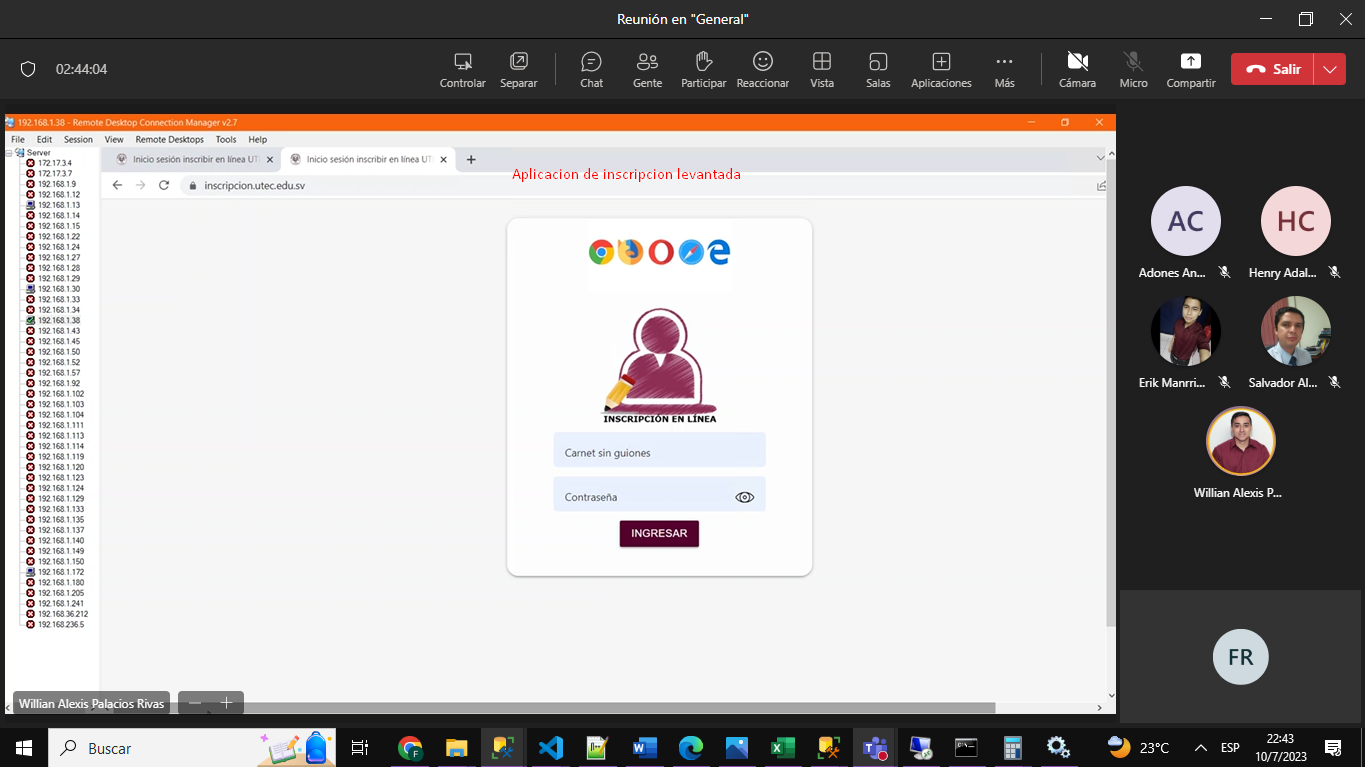 Reunión en "General"
02:44:04
Controlar
Separar
Chat
Gente
Participar
Reaccionar
Vista
Salas
Aplicaciones
Más
Cámara
Micro
Compartir
Salir
192.168.1.38 - Remote Desktop Connection Manager v2.7
File Edit Session View Remote Desktops Tools Help
Server
172.17.3.4
172.17.3.7
192.168.1.9
192.168.1.12
192.168.1.13
192.168.1.14
192.168.1.15
192.168.1.22
192.168.1.24
192.168.1.27
192.168.1.28
192.168.1.29
192.168.1.30
192.168.1.33
192.168.1.34
192.168.1.38
192.168.1.43
192.168.1.45
192.168.1.50
192.168.1.52
192.168.1.57
192.168.1.92
192.168.1.102
192.168.1.103
192.168.1.104
192.168.1.111
192.168.1.113
192.168.1.114
192.168.1.119
192.168.1.120
192.168.1.123
192.168.1.124
192.168.1.129
192.168.1.133
192.168.1.135
192.168.1.137
192.168.1.140
192.168.1.149
192.168.1.150
192.168.1.172
192.168.1.180
192.168.1.205
192.168.1.241
192.168.36.212
192.168.236.5
Inicio sesión inscribir en línea UT
Inicio sesión inscribir en línea UT
Aplicacion de inscripcion levantada
inscripcion.utec.edu.sv
INSCRIPCIÓN EN LÍNEA
Carnet sin guiones
Contraseña
INGRESAR
Willian Alexis Palacios Rivas
AC
HC
Adones An...
Henry Adal...
Erik Manrri...
Salvador Al...
Willian Alexis P...
FR
Buscar
23°C
ESP
22:43
10/7/2023